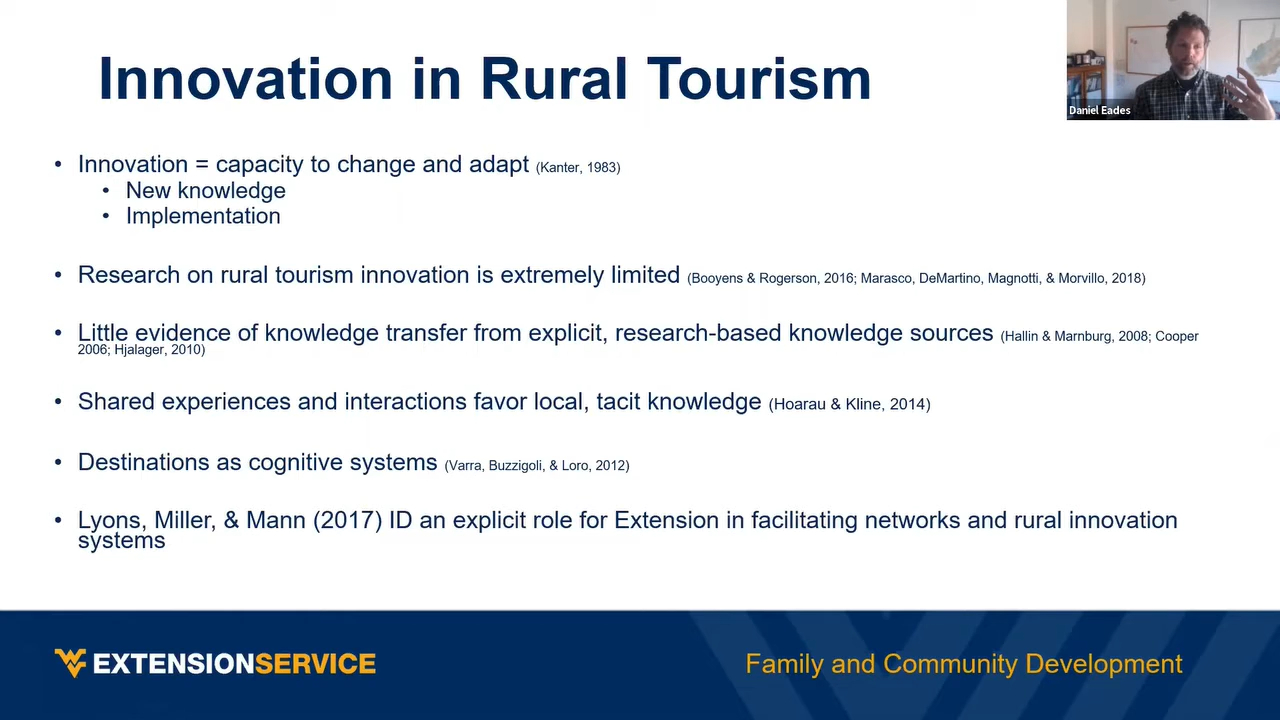 Innovation in Rural Tourism
Daniel Eades
• Innovation = capacity to change and adapt (Kanter, 1983)
• New knowledge
• Implementation
• Research on rural tourism innovation is extremely limited (Booyens & Rogerson, 2016; Marasco, DeMartino, Magnotti, & Morvillo, 2018)
• Little evidence of knowledge transfer from explicit, research-based knowledge sources (Hallin & Marnburg, 2008; Cooper
2006; Hjalager, 2010)
• Shared experiences and interactions favor local, tacit knowledge (Hoarau & Kline, 2014)
• Destinations as cognitive systems (Varra, Buzzigoli, & Loro, 2012)
• Lyons, Miller, & Mann (2017) ID an explicit role for Extension in facilitating networks and rural innovation
systems
EXTENSIONSERVICE
Family and Community Development